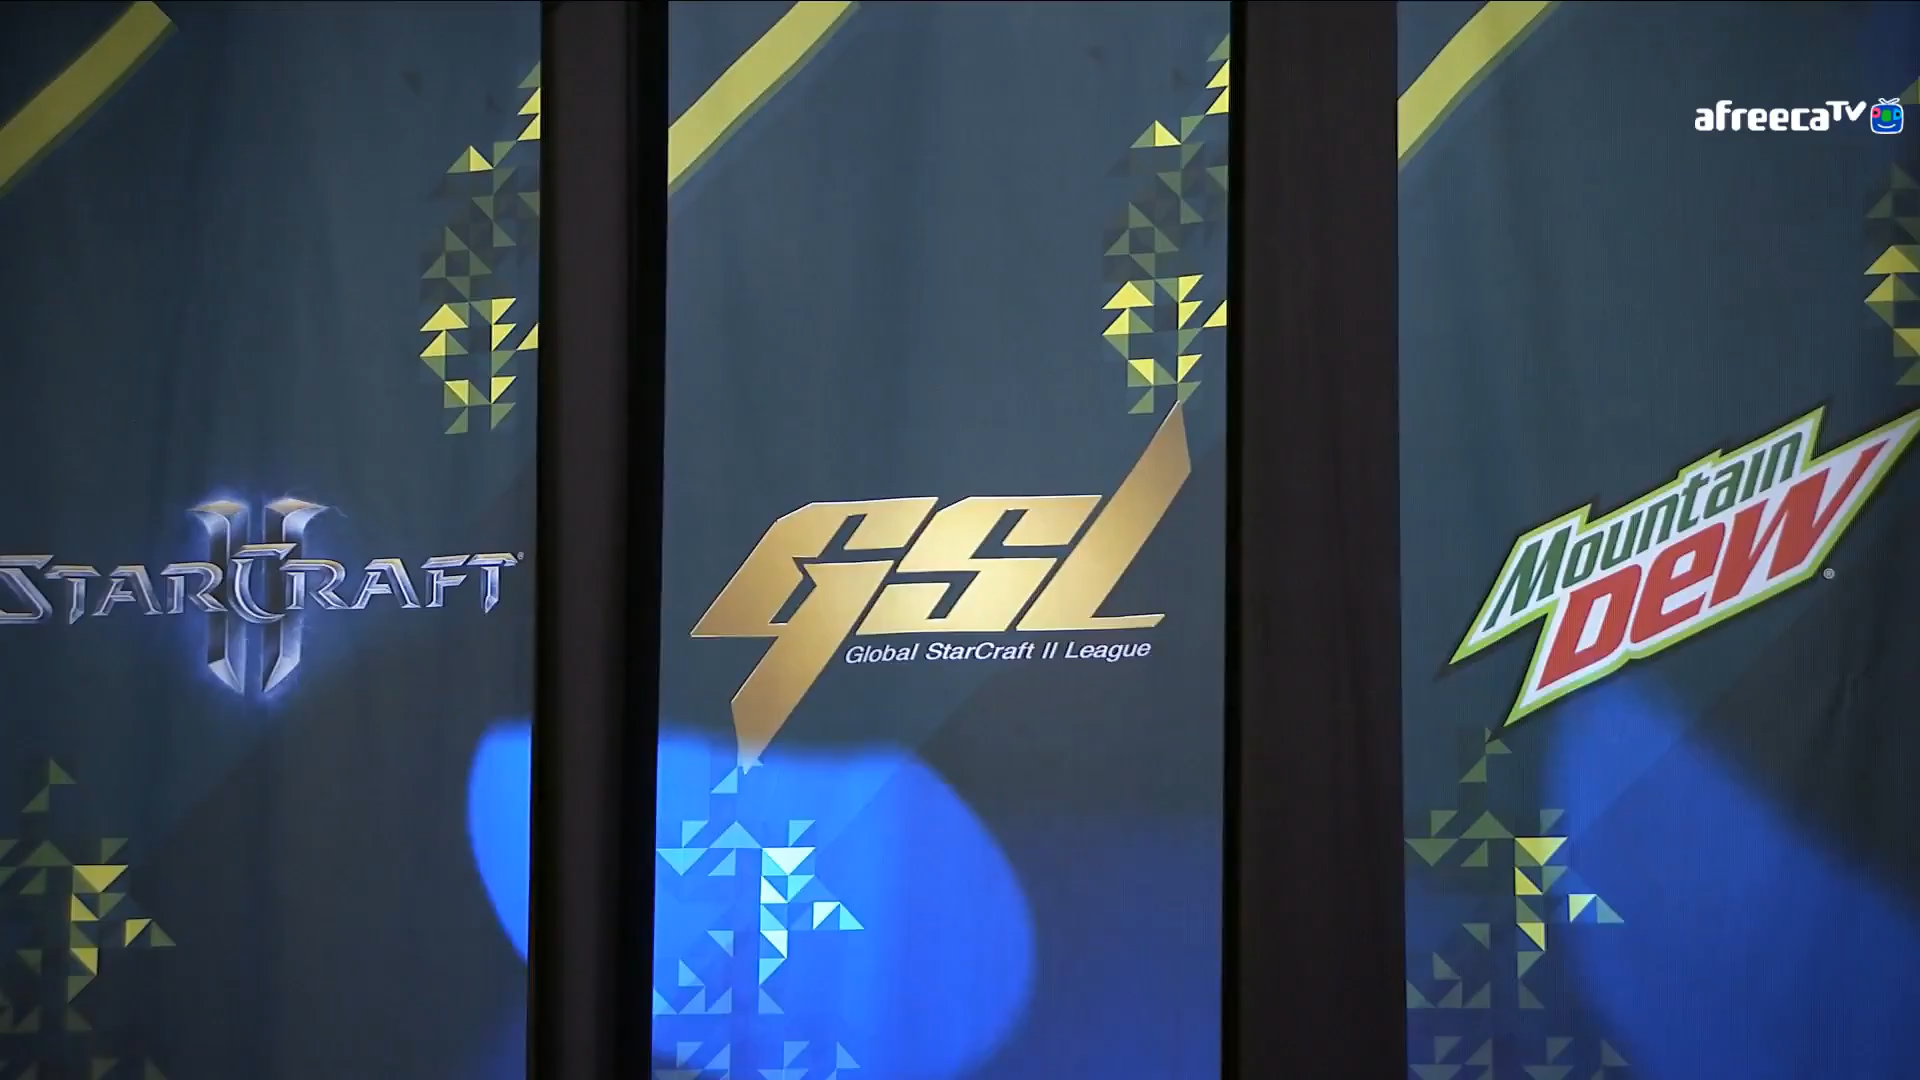 afreecaTV
STARCRAFT
II
GSL
Global StarCraft II League
Mountain
Dew